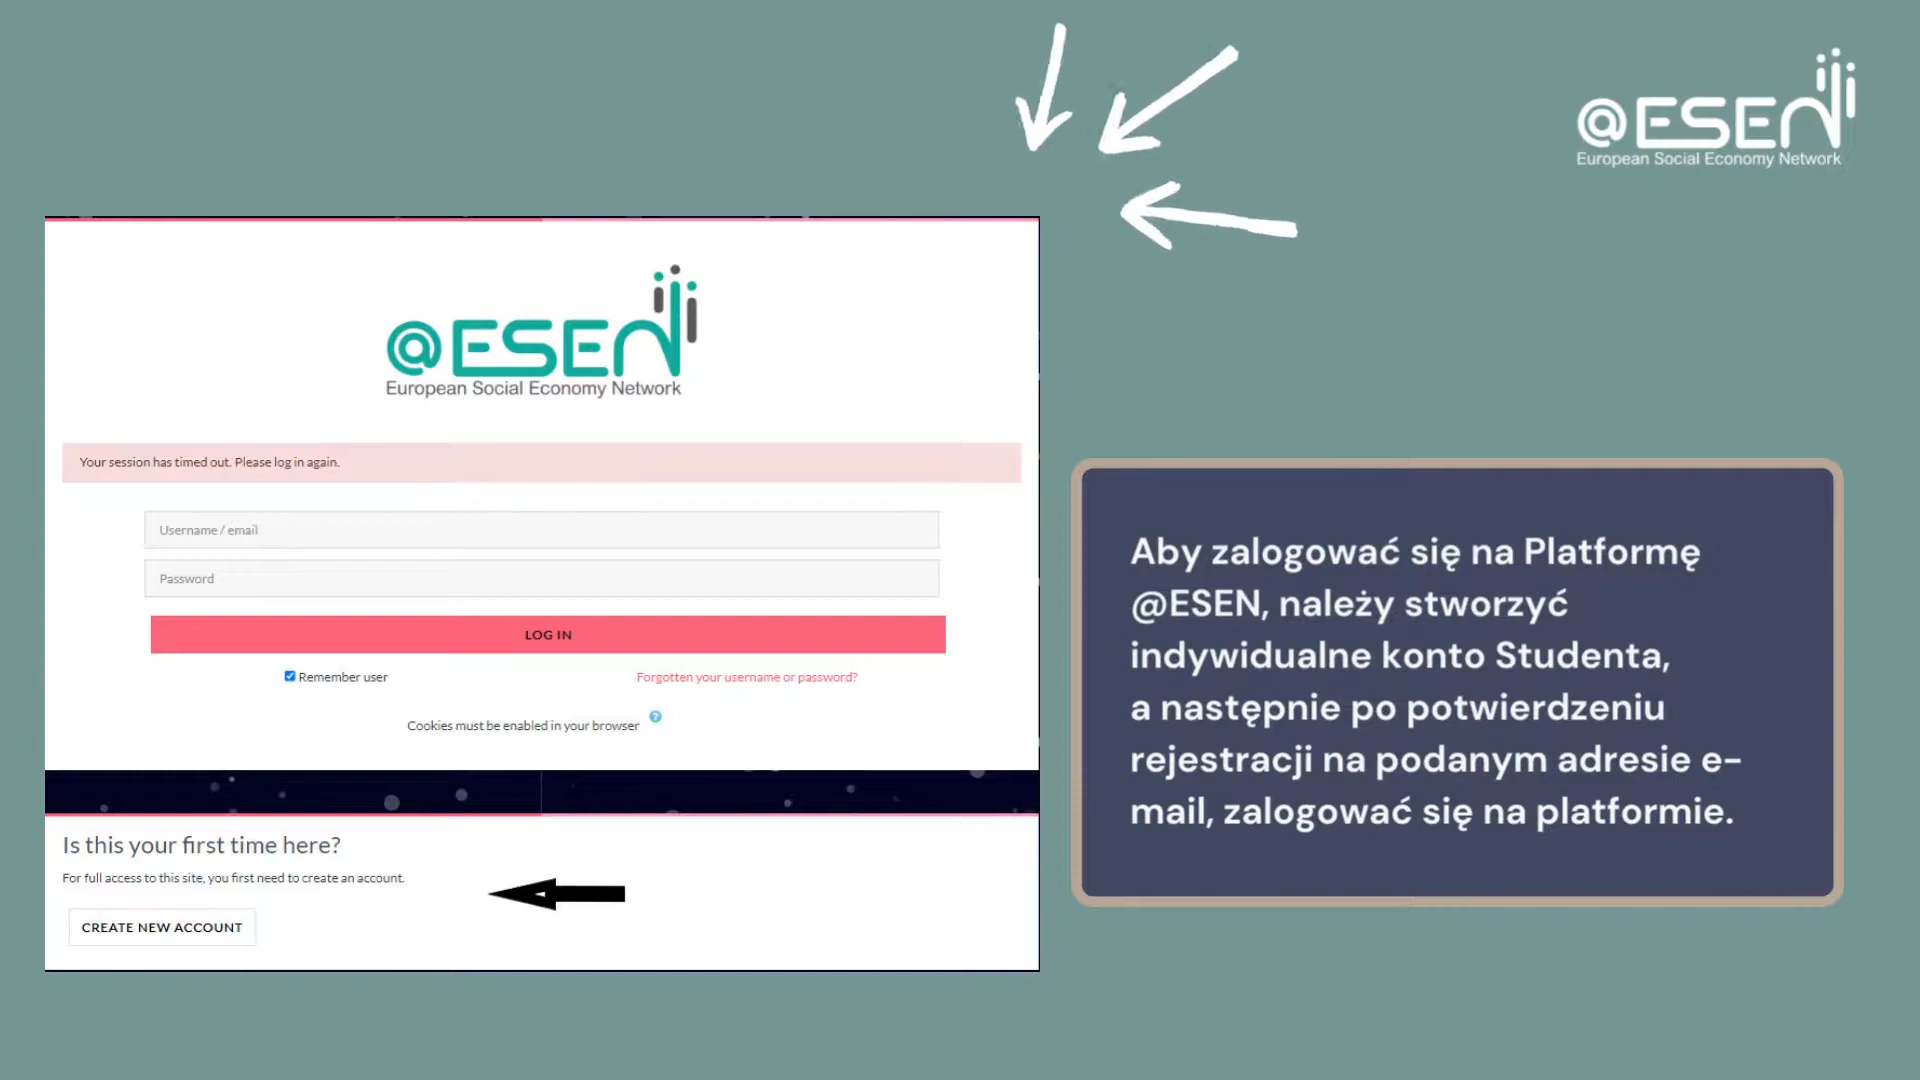 @ESEN
European Social Economy Network
@ESEN
European Social Economy Network
Your session has timed out. Please log in again.
Username / email
Password
LOG IN
Remember user
Forgotten your username or password?
Cookies must be enabled in your browser
?
Is this your first time here?
For full access to this site, you first need to create an account.
CREATE NEW ACCOUNT
Aby zalogować się na Platformę
@ESEN, należy stworzyć
indywidualne konto Studenta,
a następnie po potwierdzeniu
rejestracji na podanym adresie e-
mail, zalogować się na platformie.